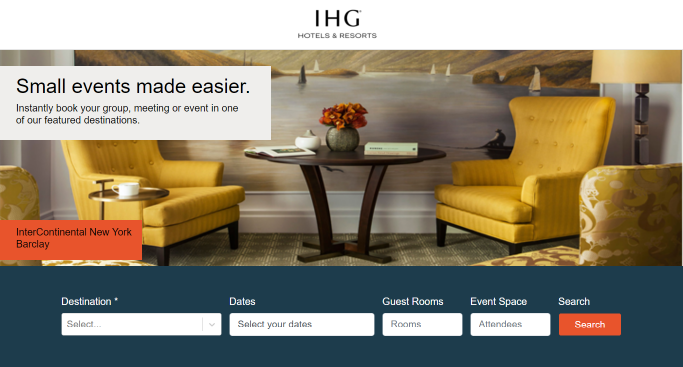 IHG
HOTELS & RESORTS
Small events made easier.
Instantly book your group, meeting or event in one
of our featured destinations.
InterContinental New York
Barclay
Destination *
Dates
Guest Rooms
Event Space
Search
Select...
Select your dates
Rooms
Attendees
Search